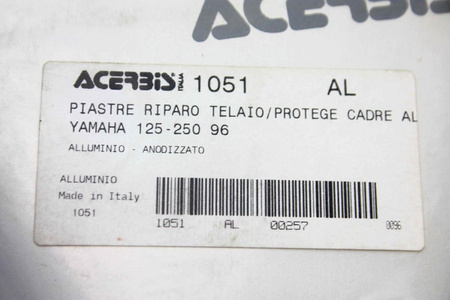 ACERBIS ITALIA 1051 AL
PIASTRE RIPARO TELAIO/PROTEGE CADRE AL
YAMAHA 125-250 96
ALLUMINIO - ANODIZZATO
ALLUMINIO
Made in Italy
1051
1051 AL 00257 0096